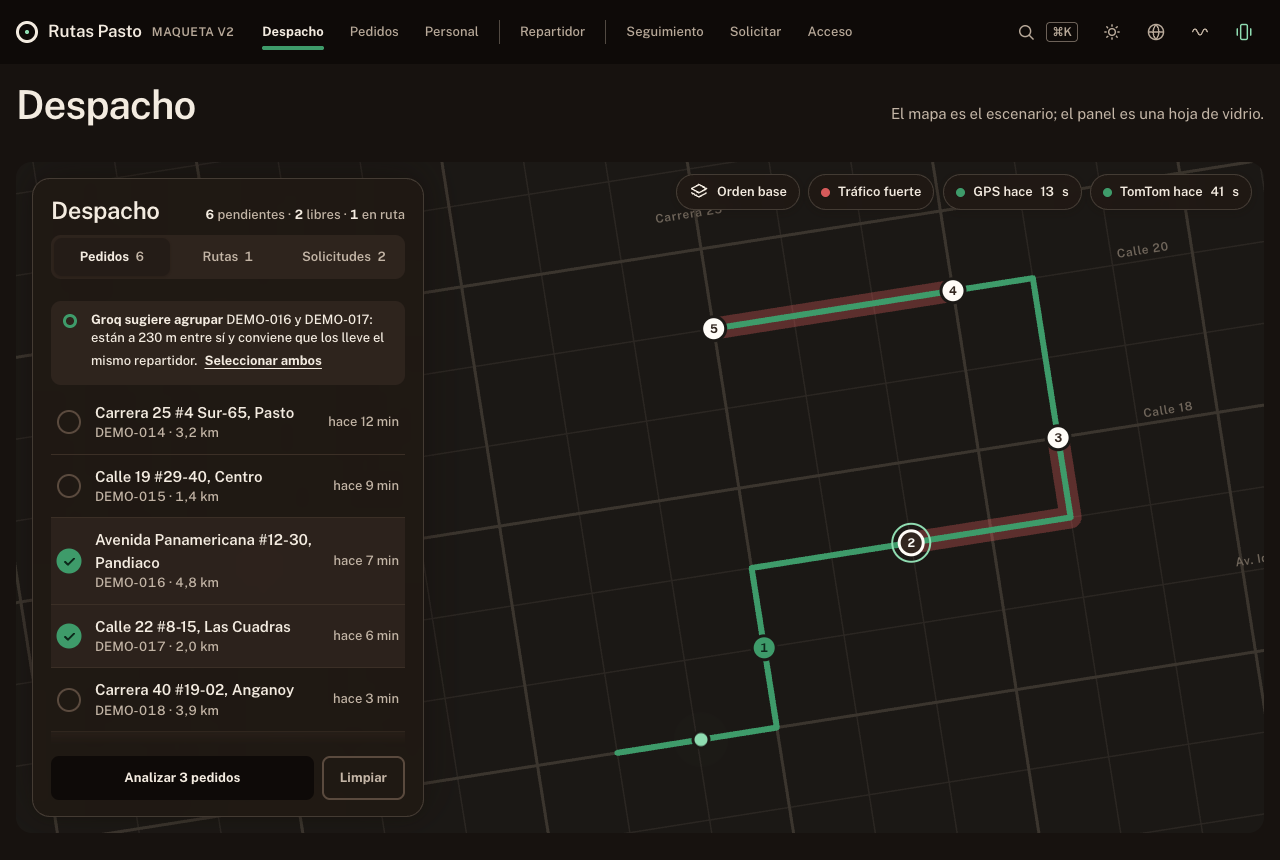 Rutas Pasto MAQUETA V2 Despacho Pedidos Personal Repartidor Seguimiento Solicitar Acceso ⌘K
Despacho
El mapa es el escenario; el panel es una hoja de vidrio.
Orden base Tráfico fuerte GPS hace 13 s TomTom hace 41 s
Despacho 6 pendientes · 2 libres · 1 en ruta
Pedidos 6 Rutas 1 Solicitudes 2
Groq sugiere agrupar DEMO-016 y DEMO-017:
están a 230 m entre sí y conviene que los lleve el
mismo repartidor. Seleccionar ambos
Carrera 25 #4 Sur-65, Pasto
DEMO-014 · 3,2 km
hace 12 min
Calle 19 #29-40, Centro
DEMO-015 · 1,4 km
hace 9 min
Avenida Panamericana #12-30,
Pandiaco
DEMO-016 · 4,8 km
hace 7 min
Calle 22 #8-15, Las Cuadras
DEMO-017 · 2,0 km
hace 6 min
Carrera 40 #19-02, Anganoy
DEMO-018 · 3,9 km
hace 3 min
Analizar 3 pedidos Limpiar
Carrera
Calle 20
4
5
Calle 18
3
2
Av.
1